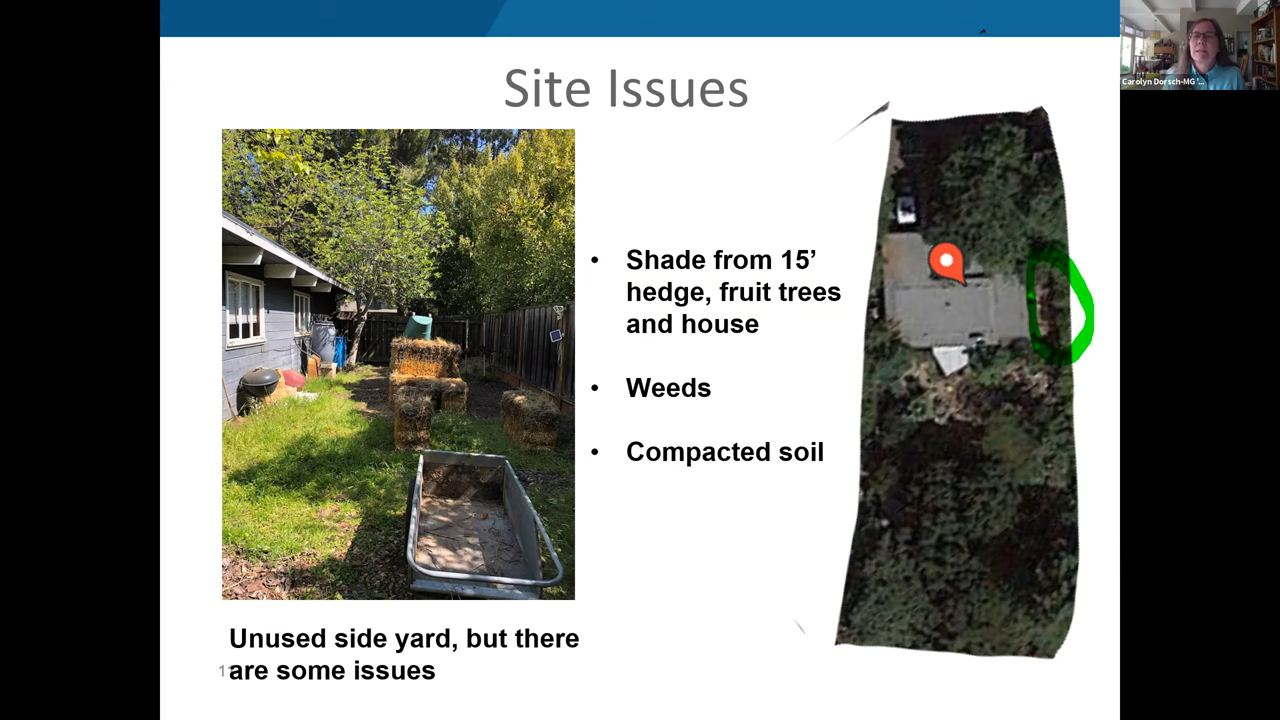 Site Issues
Carolyn Dorsch-MG '...
• Shade from 15’
hedge, fruit trees
and house
• Weeds
• Compacted soil
Unused side yard, but there
are some issues